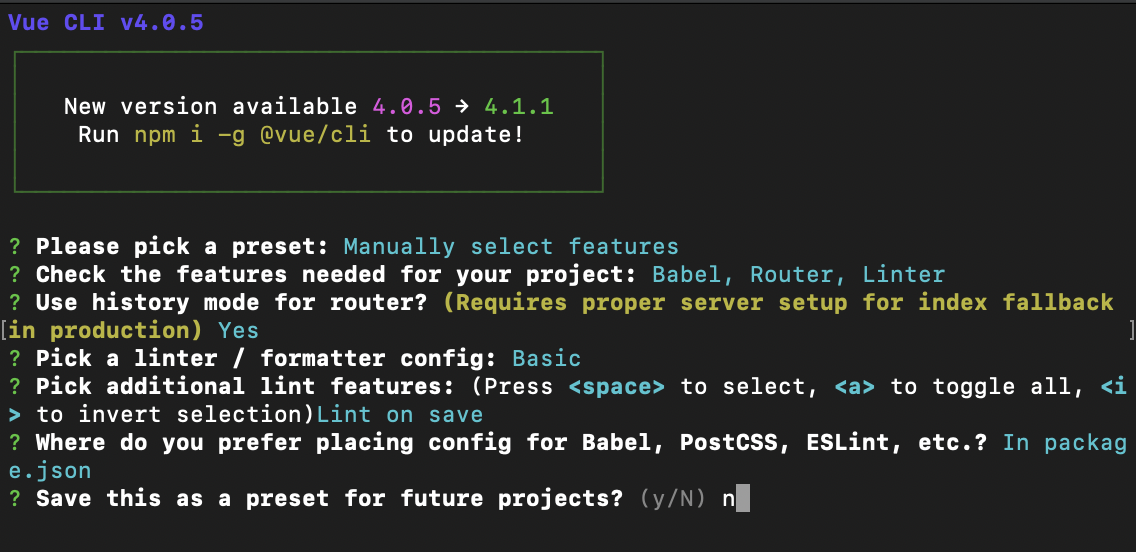 Vue CLI v4.0.5
New version available 4.0.5 → 4.1.1
Run npm i -g @vue/cli to update!
? Please pick a preset: Manually select features
? Check the features needed for your project: Babel, Router, Linter
? Use history mode for router? (Requires proper server setup for index fallback
[in production) Yes ]
? Pick a linter / formatter config: Basic
? Pick additional lint features: (Press <space> to select, <a> to toggle all, <i
> to invert selection)Lint on save
? Where do you prefer placing config for Babel, PostCSS, ESLint, etc.? In packag
e.json
? Save this as a preset for future projects? (y/N) n